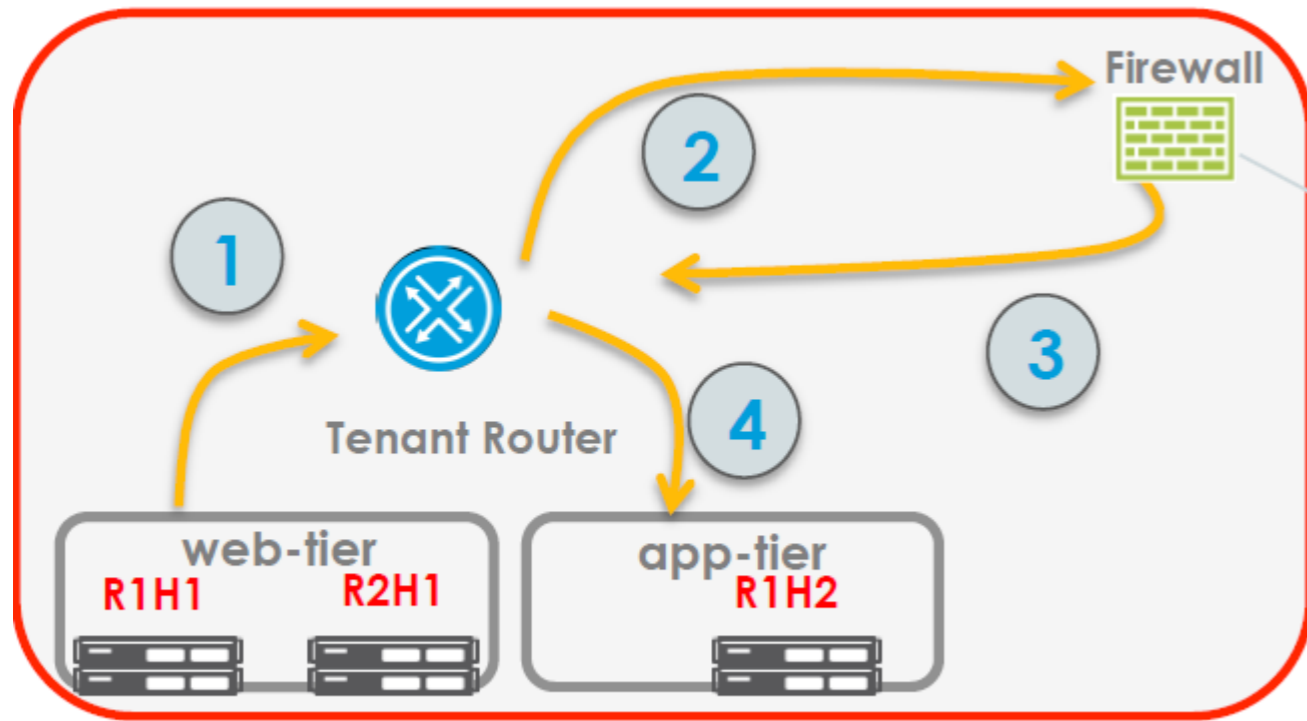 Firewall
2
1
3
4
Tenant Router
web-tier
app-tier
R1H1
R2H1
R1H2